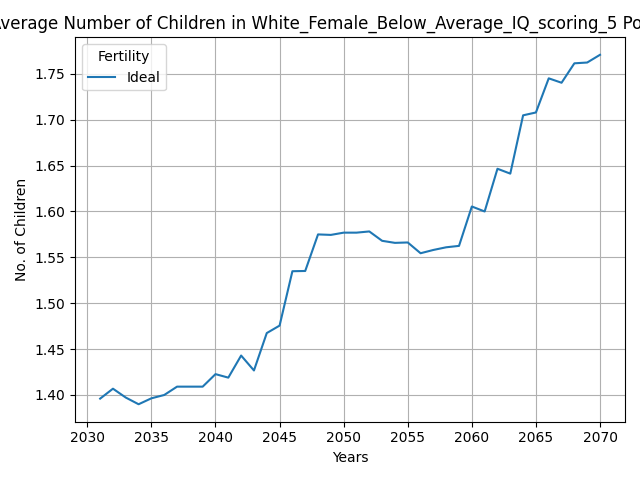 Average Number of Children in White_Female_Below_Average_IQ_scoring_5 Po
Fertility
Ideal
No. of Children
1.75
1.70
1.65
1.60
1.55
1.50
1.45
1.40
2030 2035 2040 2045 2050 2055 2060 2065 2070
Years